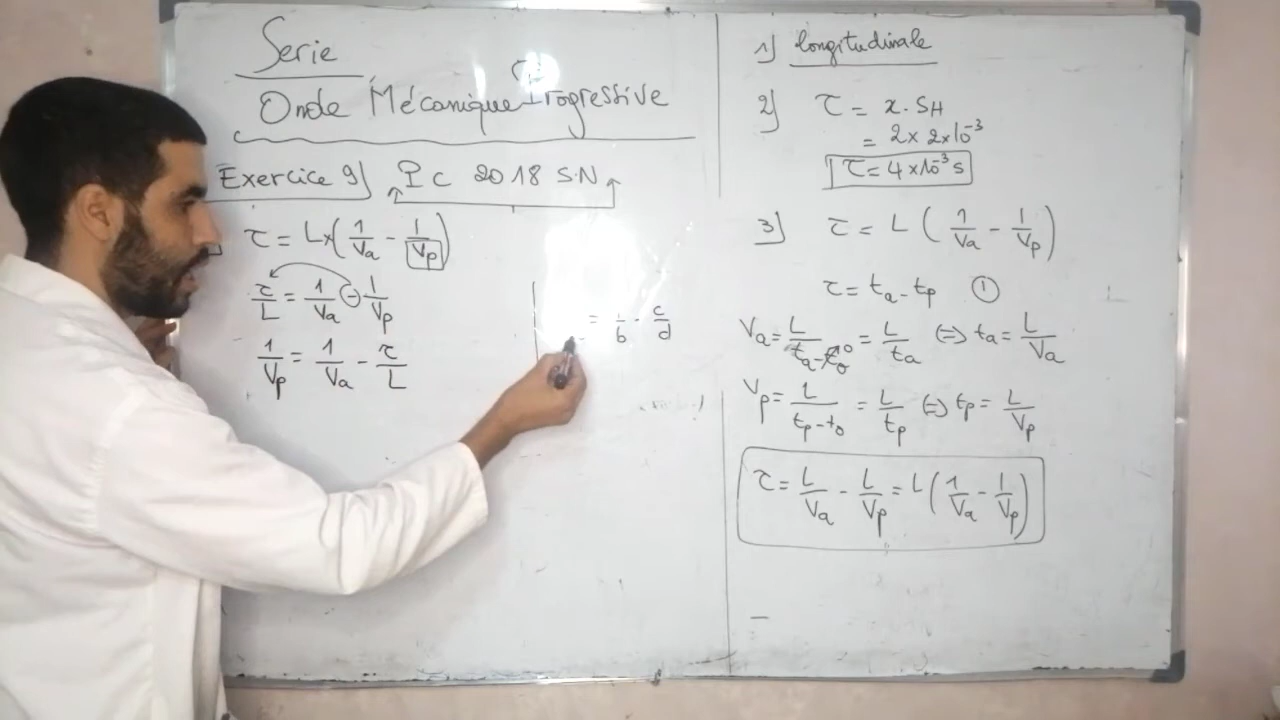 Serie
Onde Mécanique Progressive
Exercice 9) Pc 2018 S.N
τ = L×(1/Va - 1/Vp)
τ/L = 1/Va - 1/Vp
1/Vp = 1/Va - τ/L
= 1/b - c/d
1) longitudinale
2) τ = x . SH
= 2 × 2×10⁻³
τ = 4×10⁻³ s
3) τ = L (1/Va - 1/Vp)
τ = ta - tp ①
Va = L/(ta - t0) = L/ta ⟺ ta = L/Va
Vp = L/(tp - t0) = L/tp ⟺ tp = L/Vp
τ = L/Va - L/Vp = L(1/Va - 1/Vp)